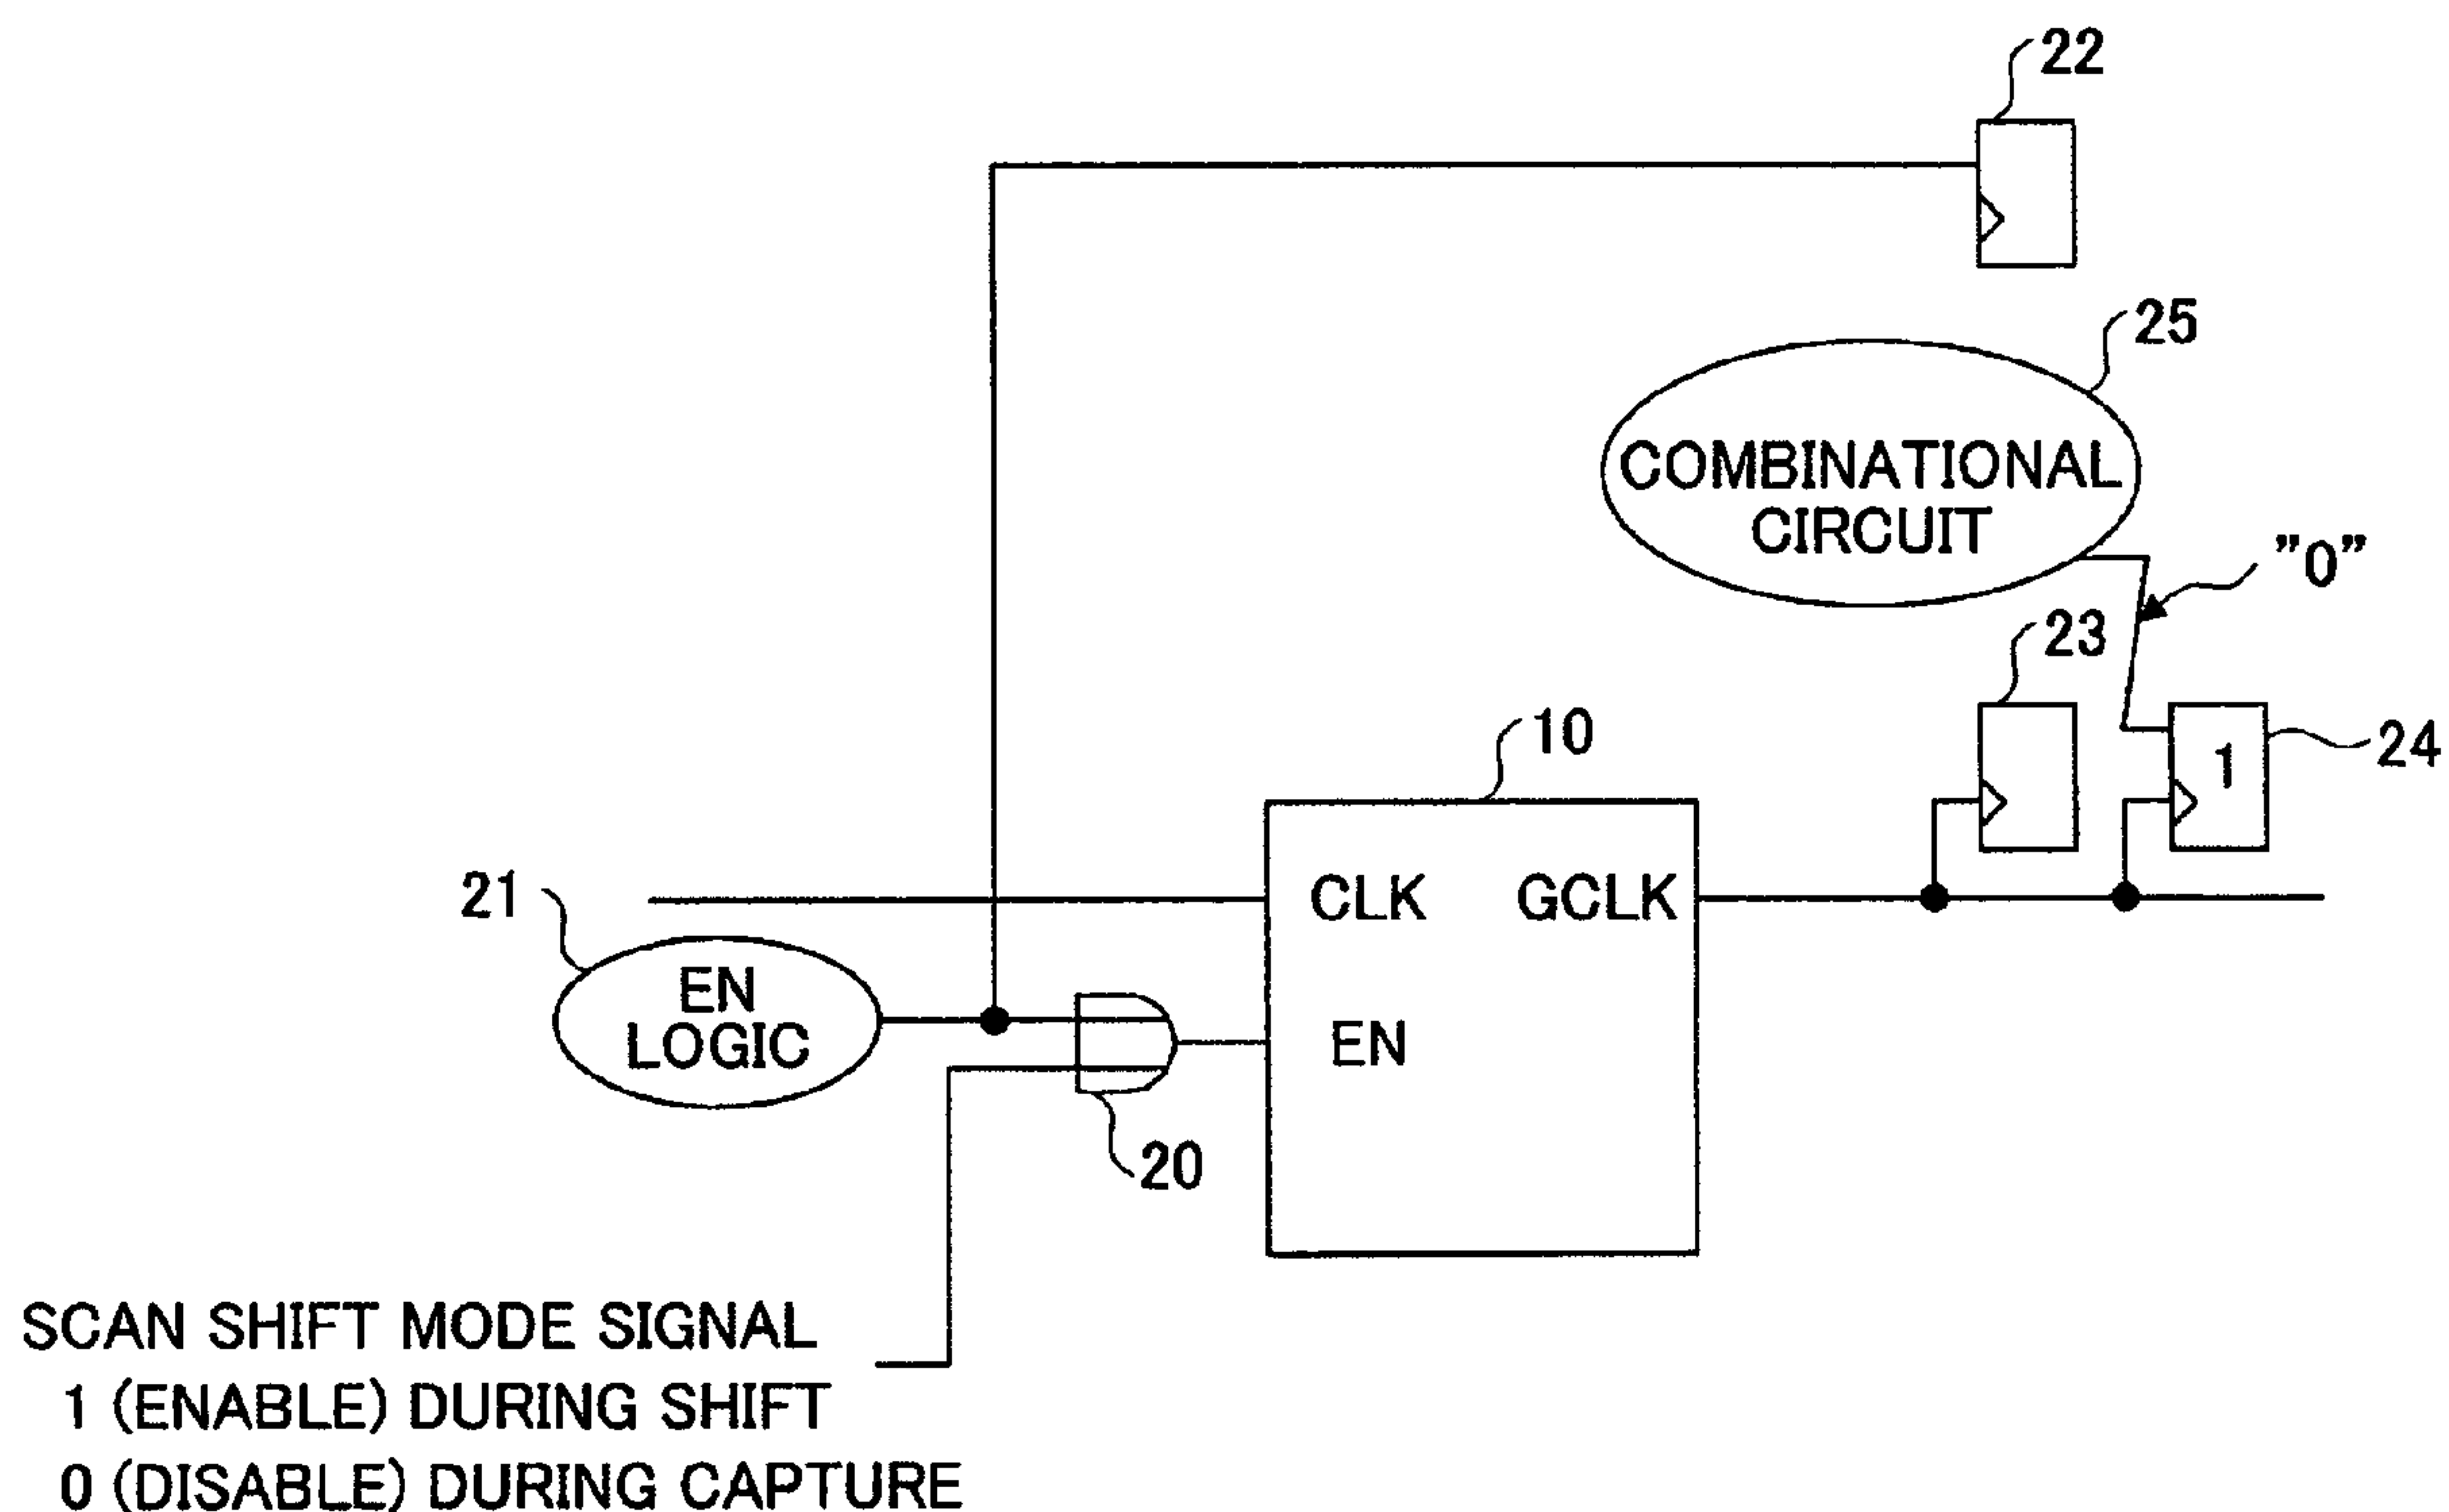 22
25
COMBINATIONAL
CIRCUIT
"0"
23
10
24
1
21
CLK
GCLK
EN
LOGIC
EN
20
SCAN SHIFT MODE SIGNAL
1 (ENABLE) DURING SHIFT
0 (DISABLE) DURING CAPTURE